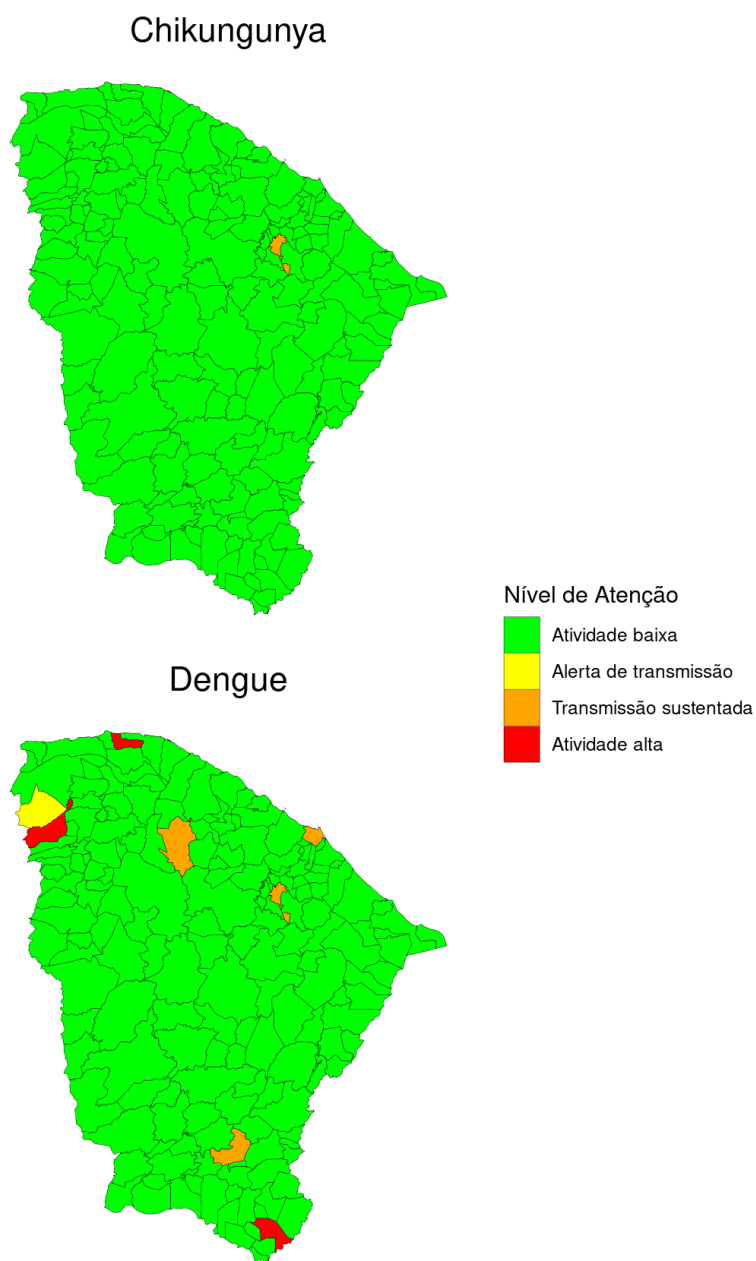 Chikungunya
Nível de Atenção
Atividade baixa
Alerta de transmissão
Transmissão sustentada
Atividade alta
Dengue